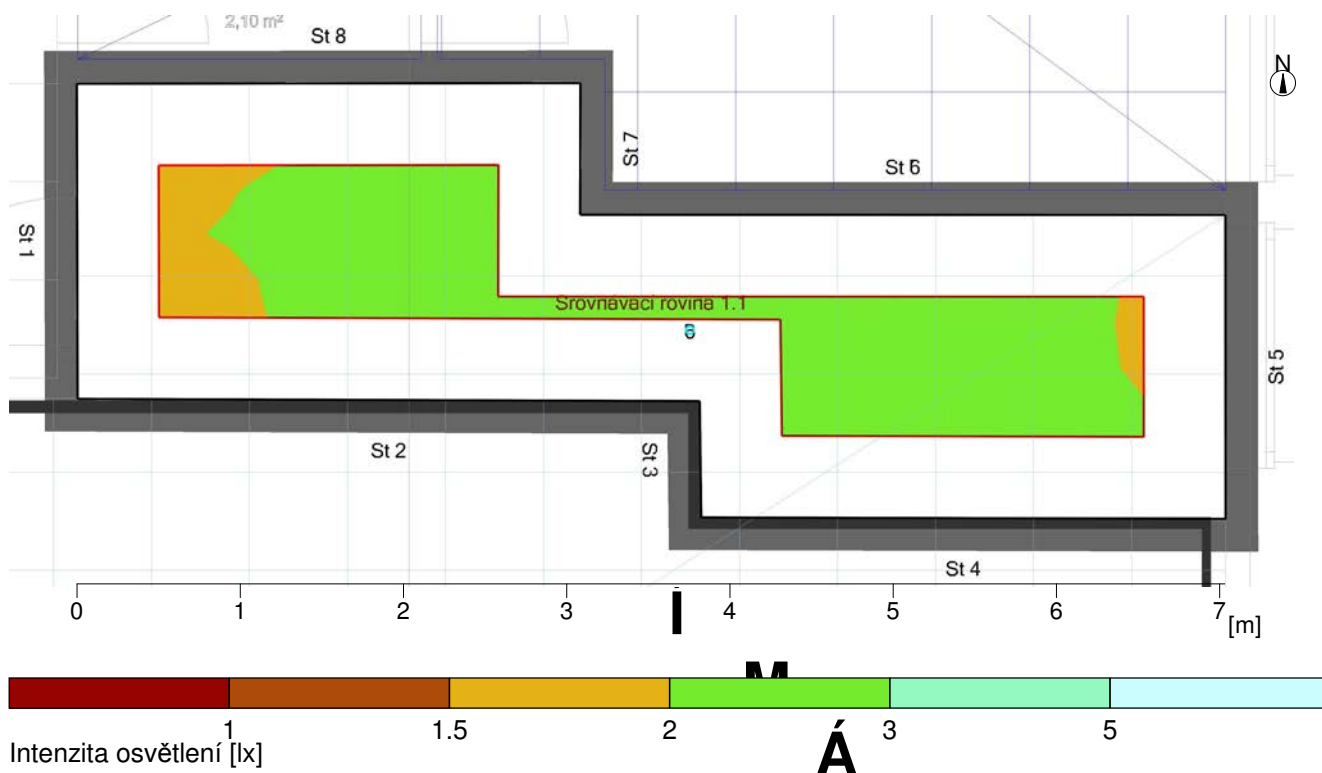 2,10 m²
St 8
N
St 7
St 6
St 1
Srovnávací rovina 1.1
St 5
St 2
St 3
St 4
0 1 2 3 4 5 6 7 [m]
I
M
1 1.5 2 3 5
Á
Intenzita osvětlení [lx]